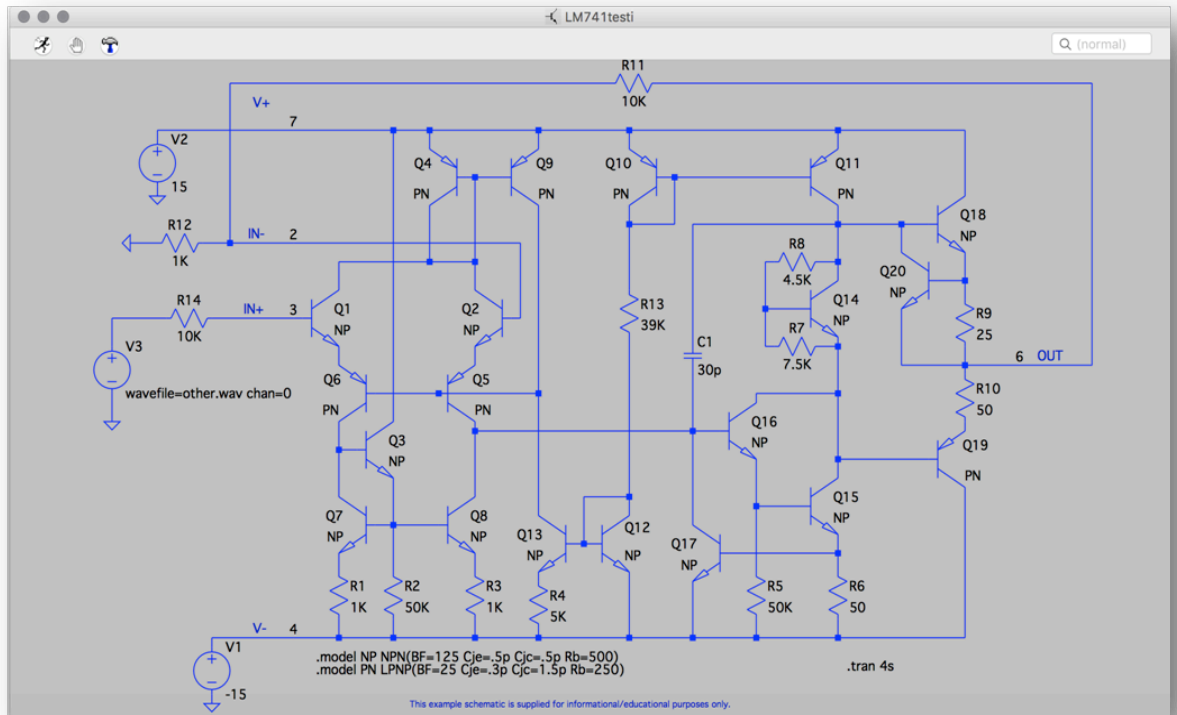 LM741testi
(normal)
R11
10K
V+
7
V2
15
Q4
PN
Q9
PN
Q10
PN
Q11
PN
R12
1K
IN-
2
Q18
NP
R8
4.5K
Q20
NP
R14
10K
IN+
3
Q1
NP
Q2
NP
R13
39K
Q14
NP
R9
25
V3
wavefile=other.wav chan=0
R7
7.5K
C1
30p
6
OUT
Q6
PN
Q5
PN
R10
50
Q16
NP
Q19
PN
Q3
NP
Q7
NP
Q8
NP
Q13
NP
Q12
NP
Q17
NP
Q15
NP
R1
1K
R2
50K
R3
1K
R4
5K
R5
50K
R6
50
V-
4
V1
-15
.model NP NPN(BF=125 Cje=.5p Cjc=.5p Rb=500)
.model PN LPNP(BF=25 Cje=.3p Cjc=1.5p Rb=250)
.tran 4s
This example schematic is supplied for informational/educational purposes only.